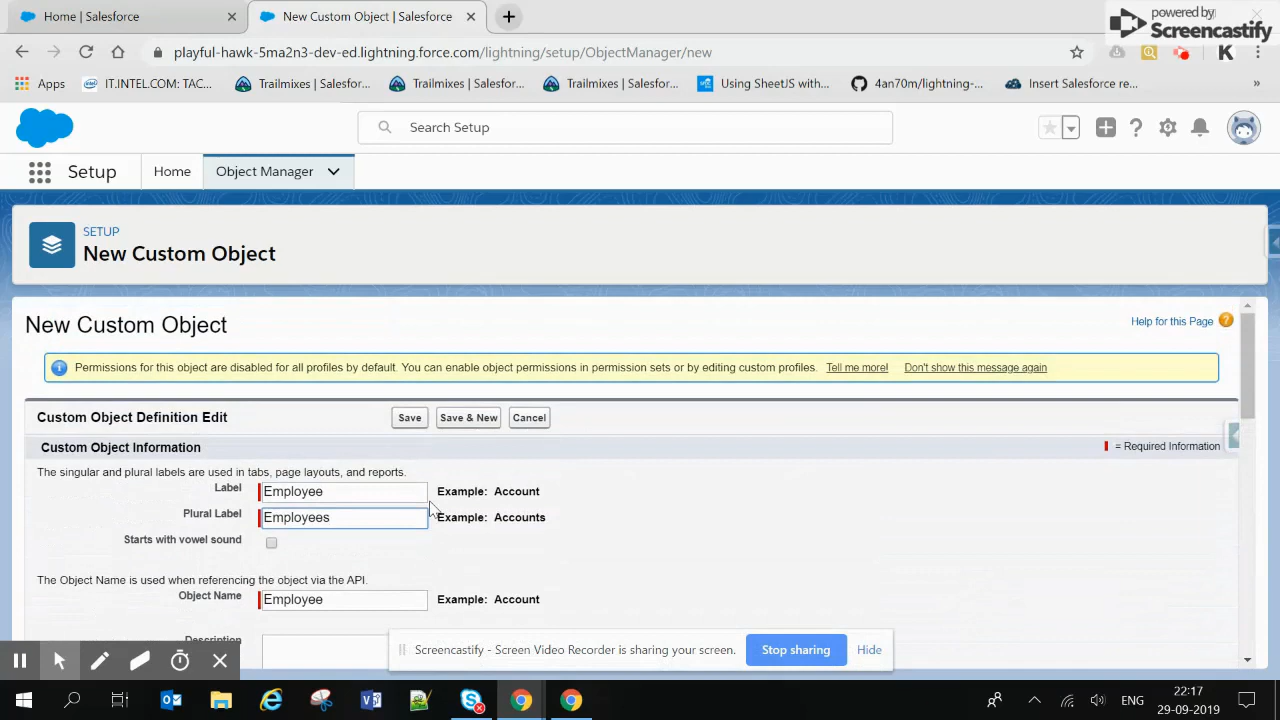 Home | Salesforce
New Custom Object | Salesforce
powered by
Screencastify
playful-hawk-5ma2n3-dev-ed.lightning.force.com/lightning/setup/ObjectManager/new
K
Apps
IT.INTEL.COM: TAC...
Trailmixes | Salesfor...
Trailmixes | Salesfor...
Trailmixes | Salesfor...
Using SheetJS with...
4an70m/lightning-...
Insert Salesforce re...
Search Setup
Setup
Home
Object Manager
SETUP
New Custom Object
New Custom Object
Help for this Page
Permissions for this object are disabled for all profiles by default. You can enable object permissions in permission sets or by editing custom profiles. Tell me more! Don't show this message again
Custom Object Definition Edit
Save
Save & New
Cancel
Custom Object Information
= Required Information
The singular and plural labels are used in tabs, page layouts, and reports.
Label
Employee
Example: Account
Plural Label
Employees
Example: Accounts
Starts with vowel sound
The Object Name is used when referencing the object via the API.
Object Name
Employee
Example: Account
Description
Screencastify - Screen Video Recorder is sharing your screen.
Stop sharing
Hide
ENG
22:17
29-09-2019